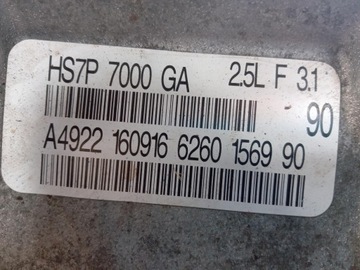 HS7P 7000 GA 2.5L F 3.1
90
A4922 160916 6260 1569 90